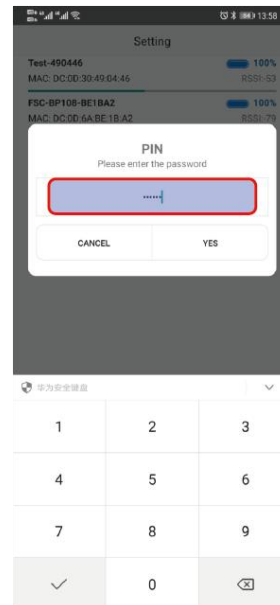 13:58
Setting
Test-490446 100%
MAC: DC:0D:30:49:04:46 RSSI:-53
FSC-BP108-BE1BA2 100%
MAC: DC:0D:6A:BE:1B:A2 RSSI:-79
PIN
Please enter the password
••••••
CANCEL YES
华为安全键盘
1 2 3
4 5 6
7 8 9
0